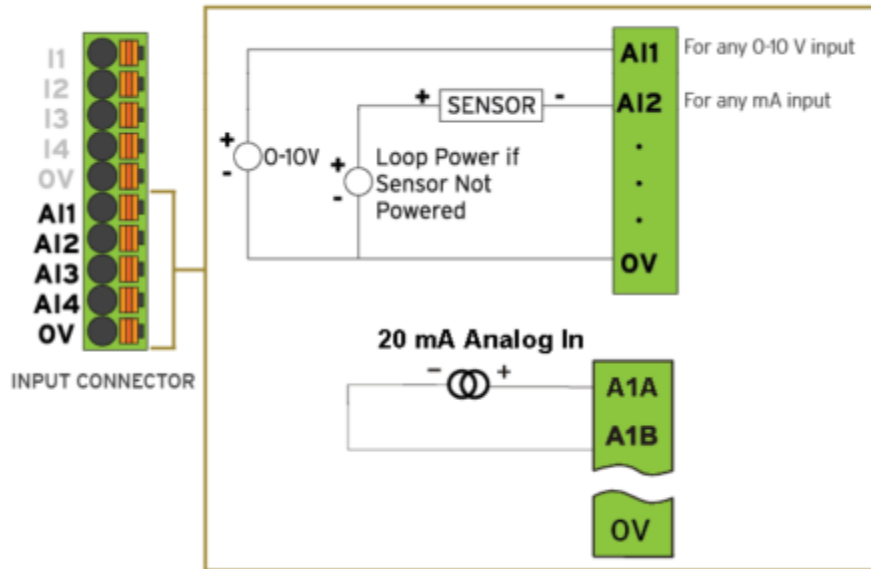 I1
I2
I3
I4
0V
AI1
AI2
AI3
AI4
0V
INPUT CONNECTOR
AI1 For any 0-10 V input
+ SENSOR - AI2 For any mA input
+ 0-10V -
+ Loop Power if
- Sensor Not
Powered
0V
20 mA Analog In
- + A1A
A1B
0V